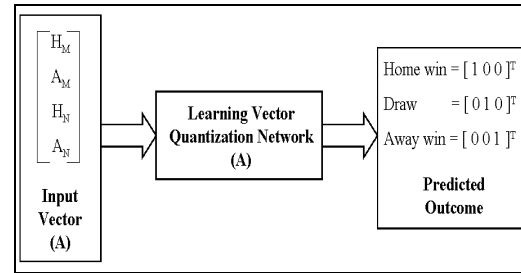 H_M
A_M
H_N
A_N
Input
Vector
(A)
Learning Vector
Quantization Network
(A)
Home win = [ 1 0 0 ]^T
Draw = [ 0 1 0 ]^T
Away win = [ 0 0 1 ]^T
Predicted
Outcome